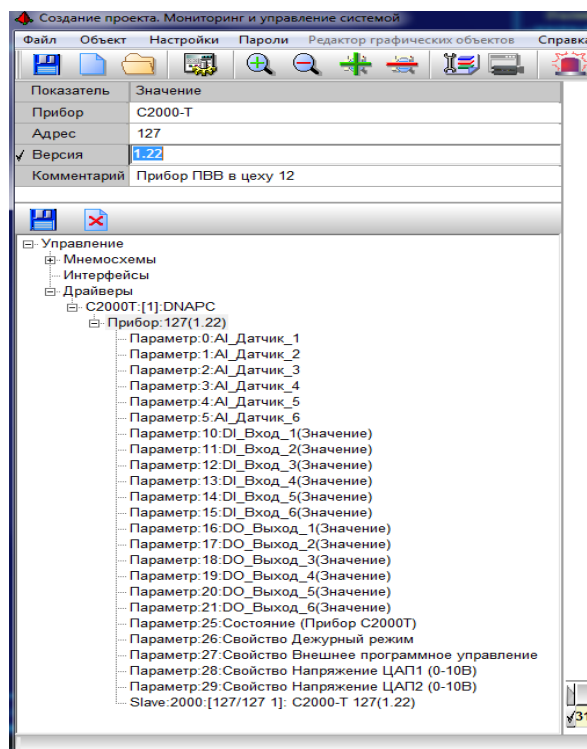 Создание проекта. Мониторинг и управление системой
Файл Объект Настройки Пароли Редактор графических объектов Справка
Показатель Значение
Прибор С2000-Т
Адрес 127
Версия 1.22
Комментарий Прибор ПВВ в цеху 12
Управление
Мнемосхемы
Интерфейсы
Драйверы
С2000Т:[1]:DNAPC
Прибор:127(1.22)
Параметр:0:AI_Датчик_1
Параметр:1:AI_Датчик_2
Параметр:2:AI_Датчик_3
Параметр:3:AI_Датчик_4
Параметр:4:AI_Датчик_5
Параметр:5:AI_Датчик_6
Параметр:10:DI_Вход_1(Значение)
Параметр:11:DI_Вход_2(Значение)
Параметр:12:DI_Вход_3(Значение)
Параметр:13:DI_Вход_4(Значение)
Параметр:14:DI_Вход_5(Значение)
Параметр:15:DI_Вход_6(Значение)
Параметр:16:DO_Выход_1(Значение)
Параметр:17:DO_Выход_2(Значение)
Параметр:18:DO_Выход_3(Значение)
Параметр:19:DO_Выход_4(Значение)
Параметр:20:DO_Выход_5(Значение)
Параметр:21:DO_Выход_6(Значение)
Параметр:25:Состояние (Прибор С2000Т)
Параметр:26:Свойство Дежурный режим
Параметр:27:Свойство Внешнее программное управление
Параметр:28:Свойство Напряжение ЦАП1 (0-10В)
Параметр:29:Свойство Напряжение ЦАП2 (0-10В)
Slave:2000:[127/127 1]: С2000-Т 127(1.22)
31